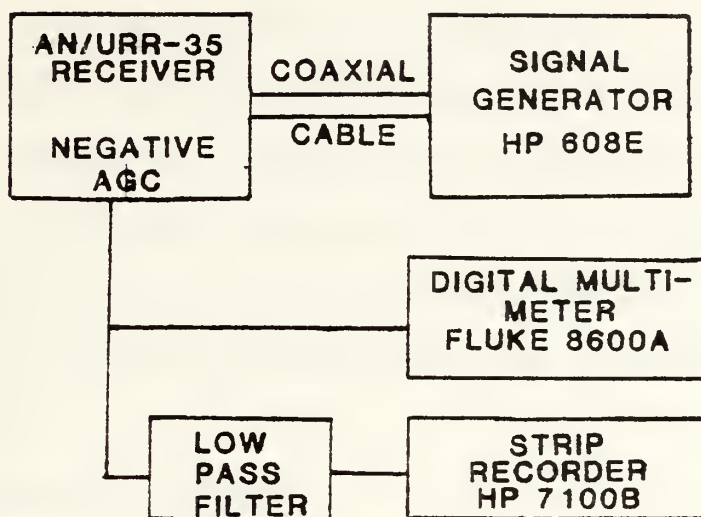 AN/URR-35
RECEIVER
NEGATIVE
AGC
COAXIAL
CABLE
SIGNAL
GENERATOR
HP 608E
DIGITAL MULTI-
METER
FLUKE 8600A
LOW
PASS
FILTER
STRIP
RECORDER
HP 7100B